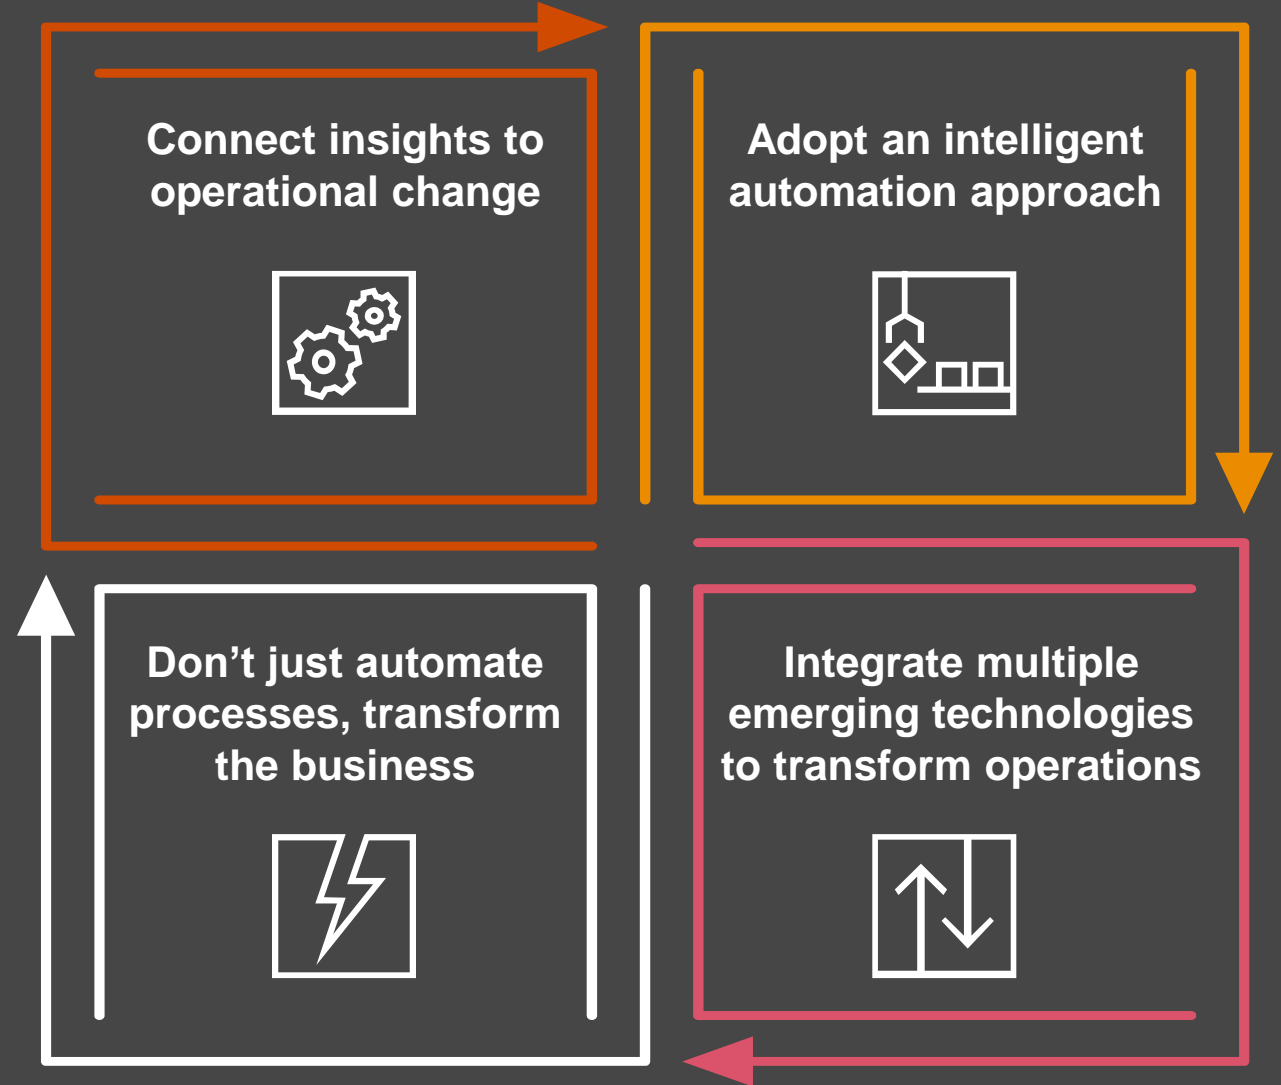 Connect insights to
operational change
Adopt an intelligent
automation approach
Don’t just automate
processes, transform
the business
Integrate multiple
emerging technologies
to transform operations